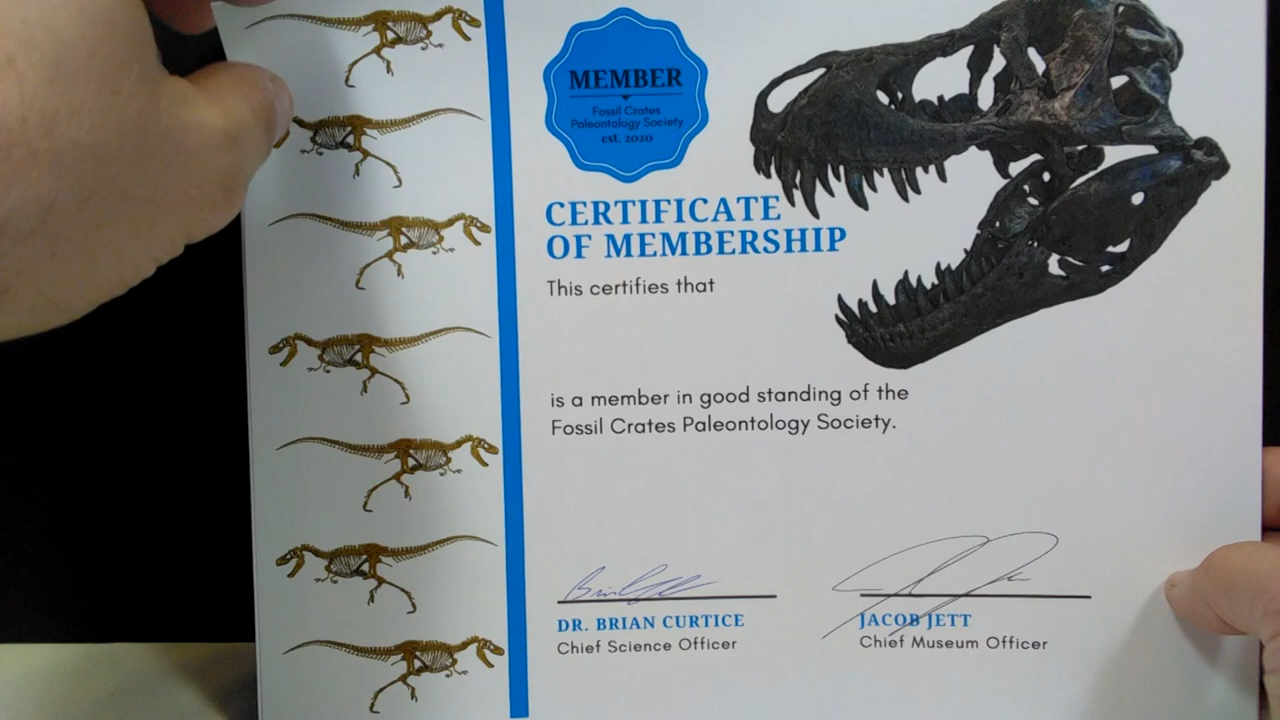 MEMBER
Fossil Crates
Paleontology Society
est. 2020
CERTIFICATE
OF MEMBERSHIP
This certifies that
is a member in good standing of the
Fossil Crates Paleontology Society.
DR. BRIAN CURTICE
Chief Science Officer
JACOB JETT
Chief Museum Officer